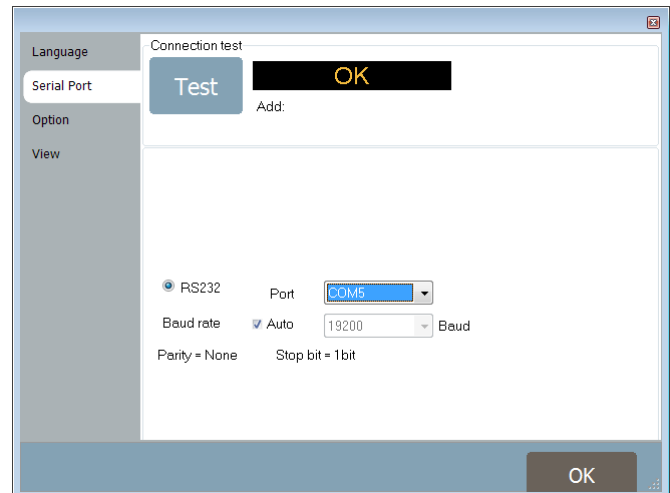 Language
Serial Port
Option
View
Connection test
Test
OK
Add:
RS232
Port
COM5
Baud rate
Auto
19200
Baud
Parity = None
Stop bit = 1bit
OK